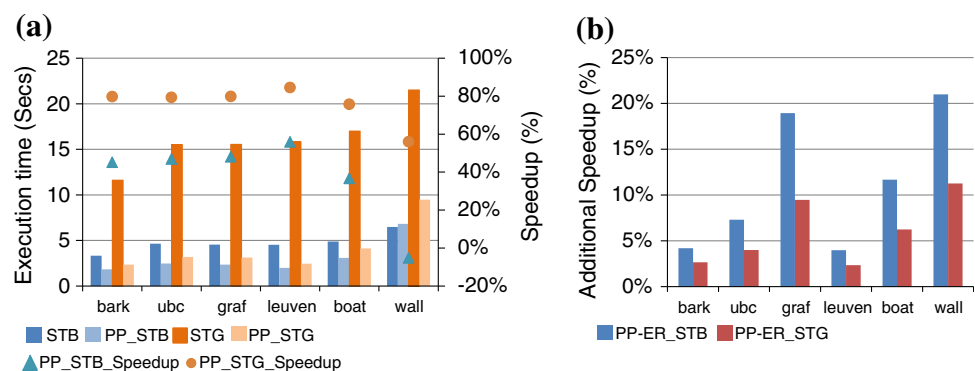 (a)
Execution time (Secs)
25
20
15
10
5
0
100%
80%
60%
40%
20%
0%
-20%
Speedup (%)
bark ubc graf leuven boat wall
STB PP_STB STG PP_STG
PP_STB_Speedup PP_STG_Speedup
(b)
Additional Speedup (%)
25%
20%
15%
10%
5%
0%
bark ubc graf leuven boat wall
PP-ER_STB PP-ER_STG